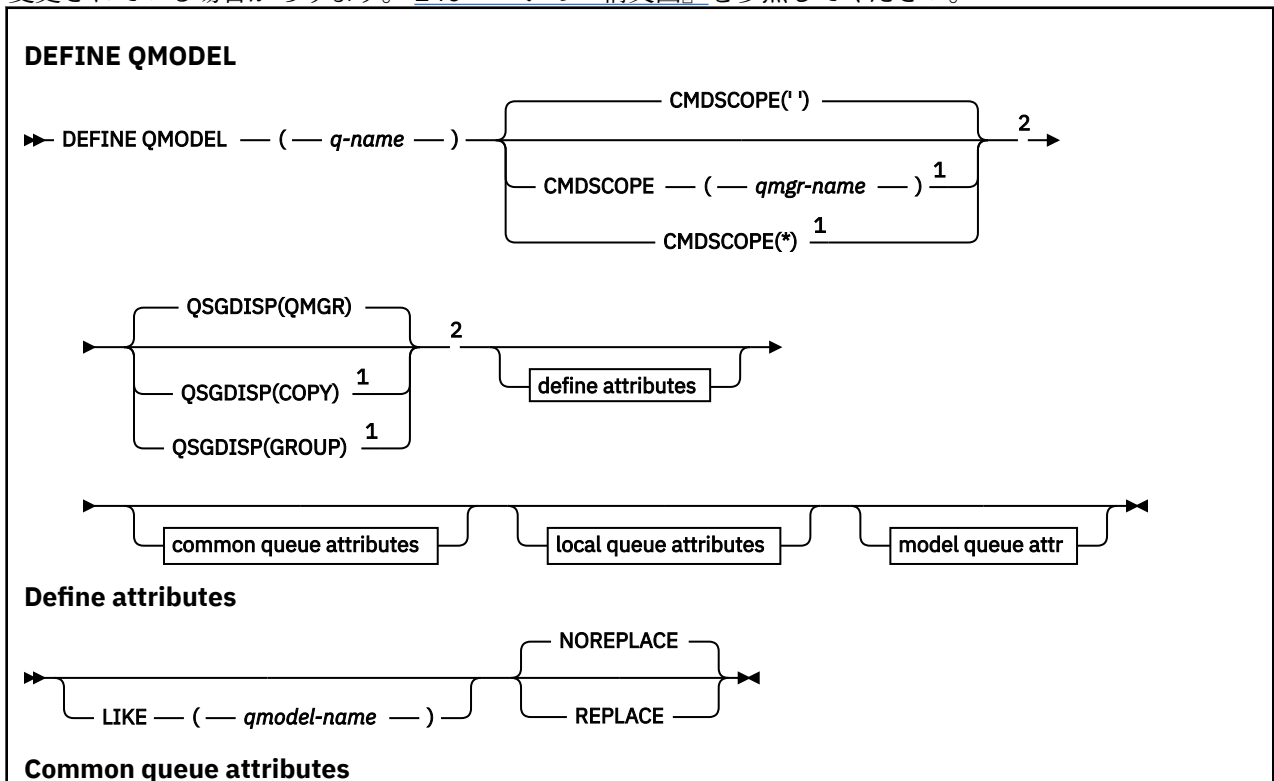 DEFINE QMODEL
CMDSCOPE(' ')
DEFINE QMODEL ( q-name ) 2
CMDSCOPE ( qmgr-name ) 1
CMDSCOPE(*) 1
QSGDISP(QMGR)
2
QSGDISP(COPY) 1
define attributes
QSGDISP(GROUP) 1
common queue attributes local queue attributes model queue attr
Define attributes
NOREPLACE
LIKE ( qmodel-name ) REPLACE
Common queue attributes